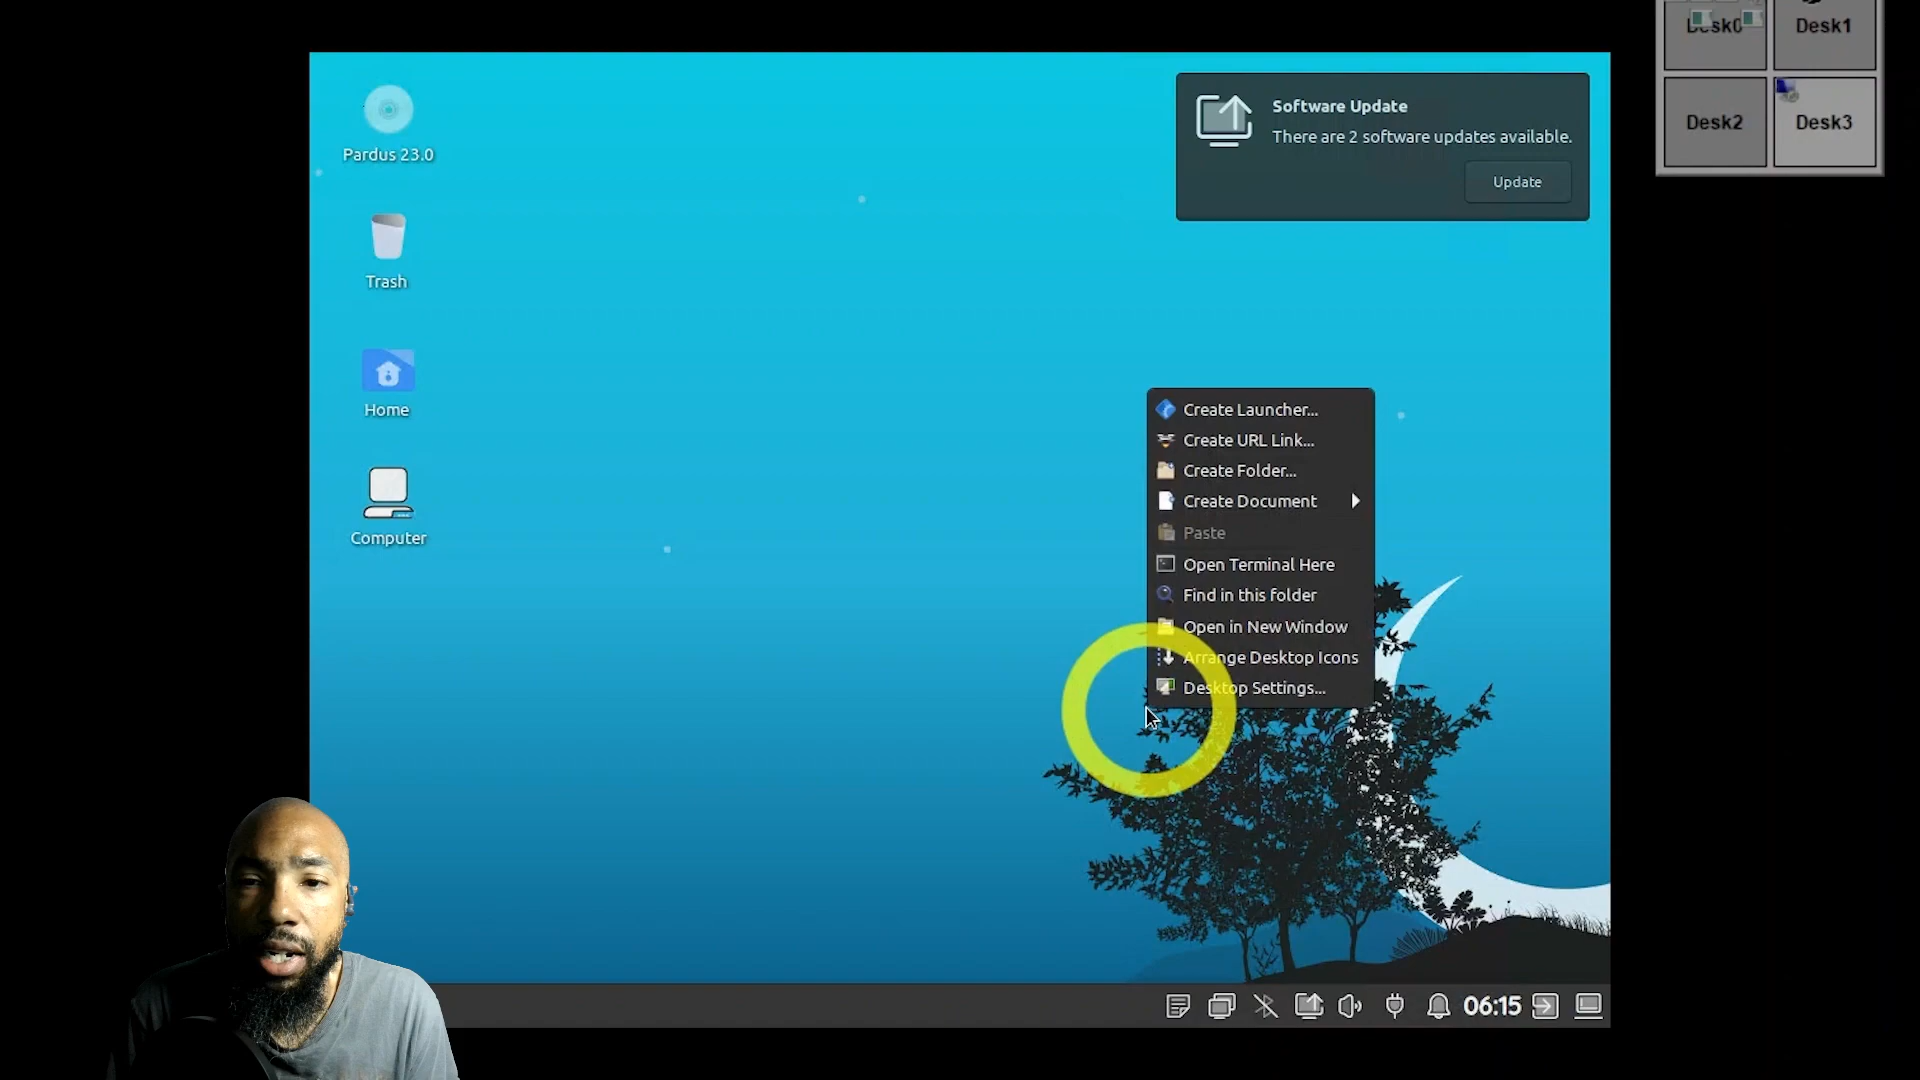 Desk0
Desk1
Desk2
Desk3
Pardus 23.0
Trash
Home
Computer
Software Update
There are 2 software updates available.
Update
Create Launcher...
Create URL Link...
Create Folder...
Create Document
Paste
Open Terminal Here
Find in this folder
Open in New Window
Arrange Desktop Icons
Desktop Settings...
06:15